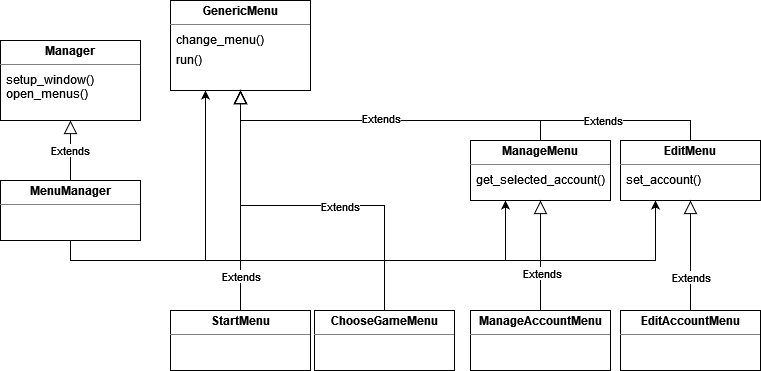 GenericMenu
change_menu()
run()
Manager
setup_window()
open_menus()
Extends
Extends
Extends
MenuManager
ManageMenu
get_selected_account()
EditMenu
set_account()
Extends
Extends
Extends
Extends
StartMenu
ChooseGameMenu
ManageAccountMenu
EditAccountMenu